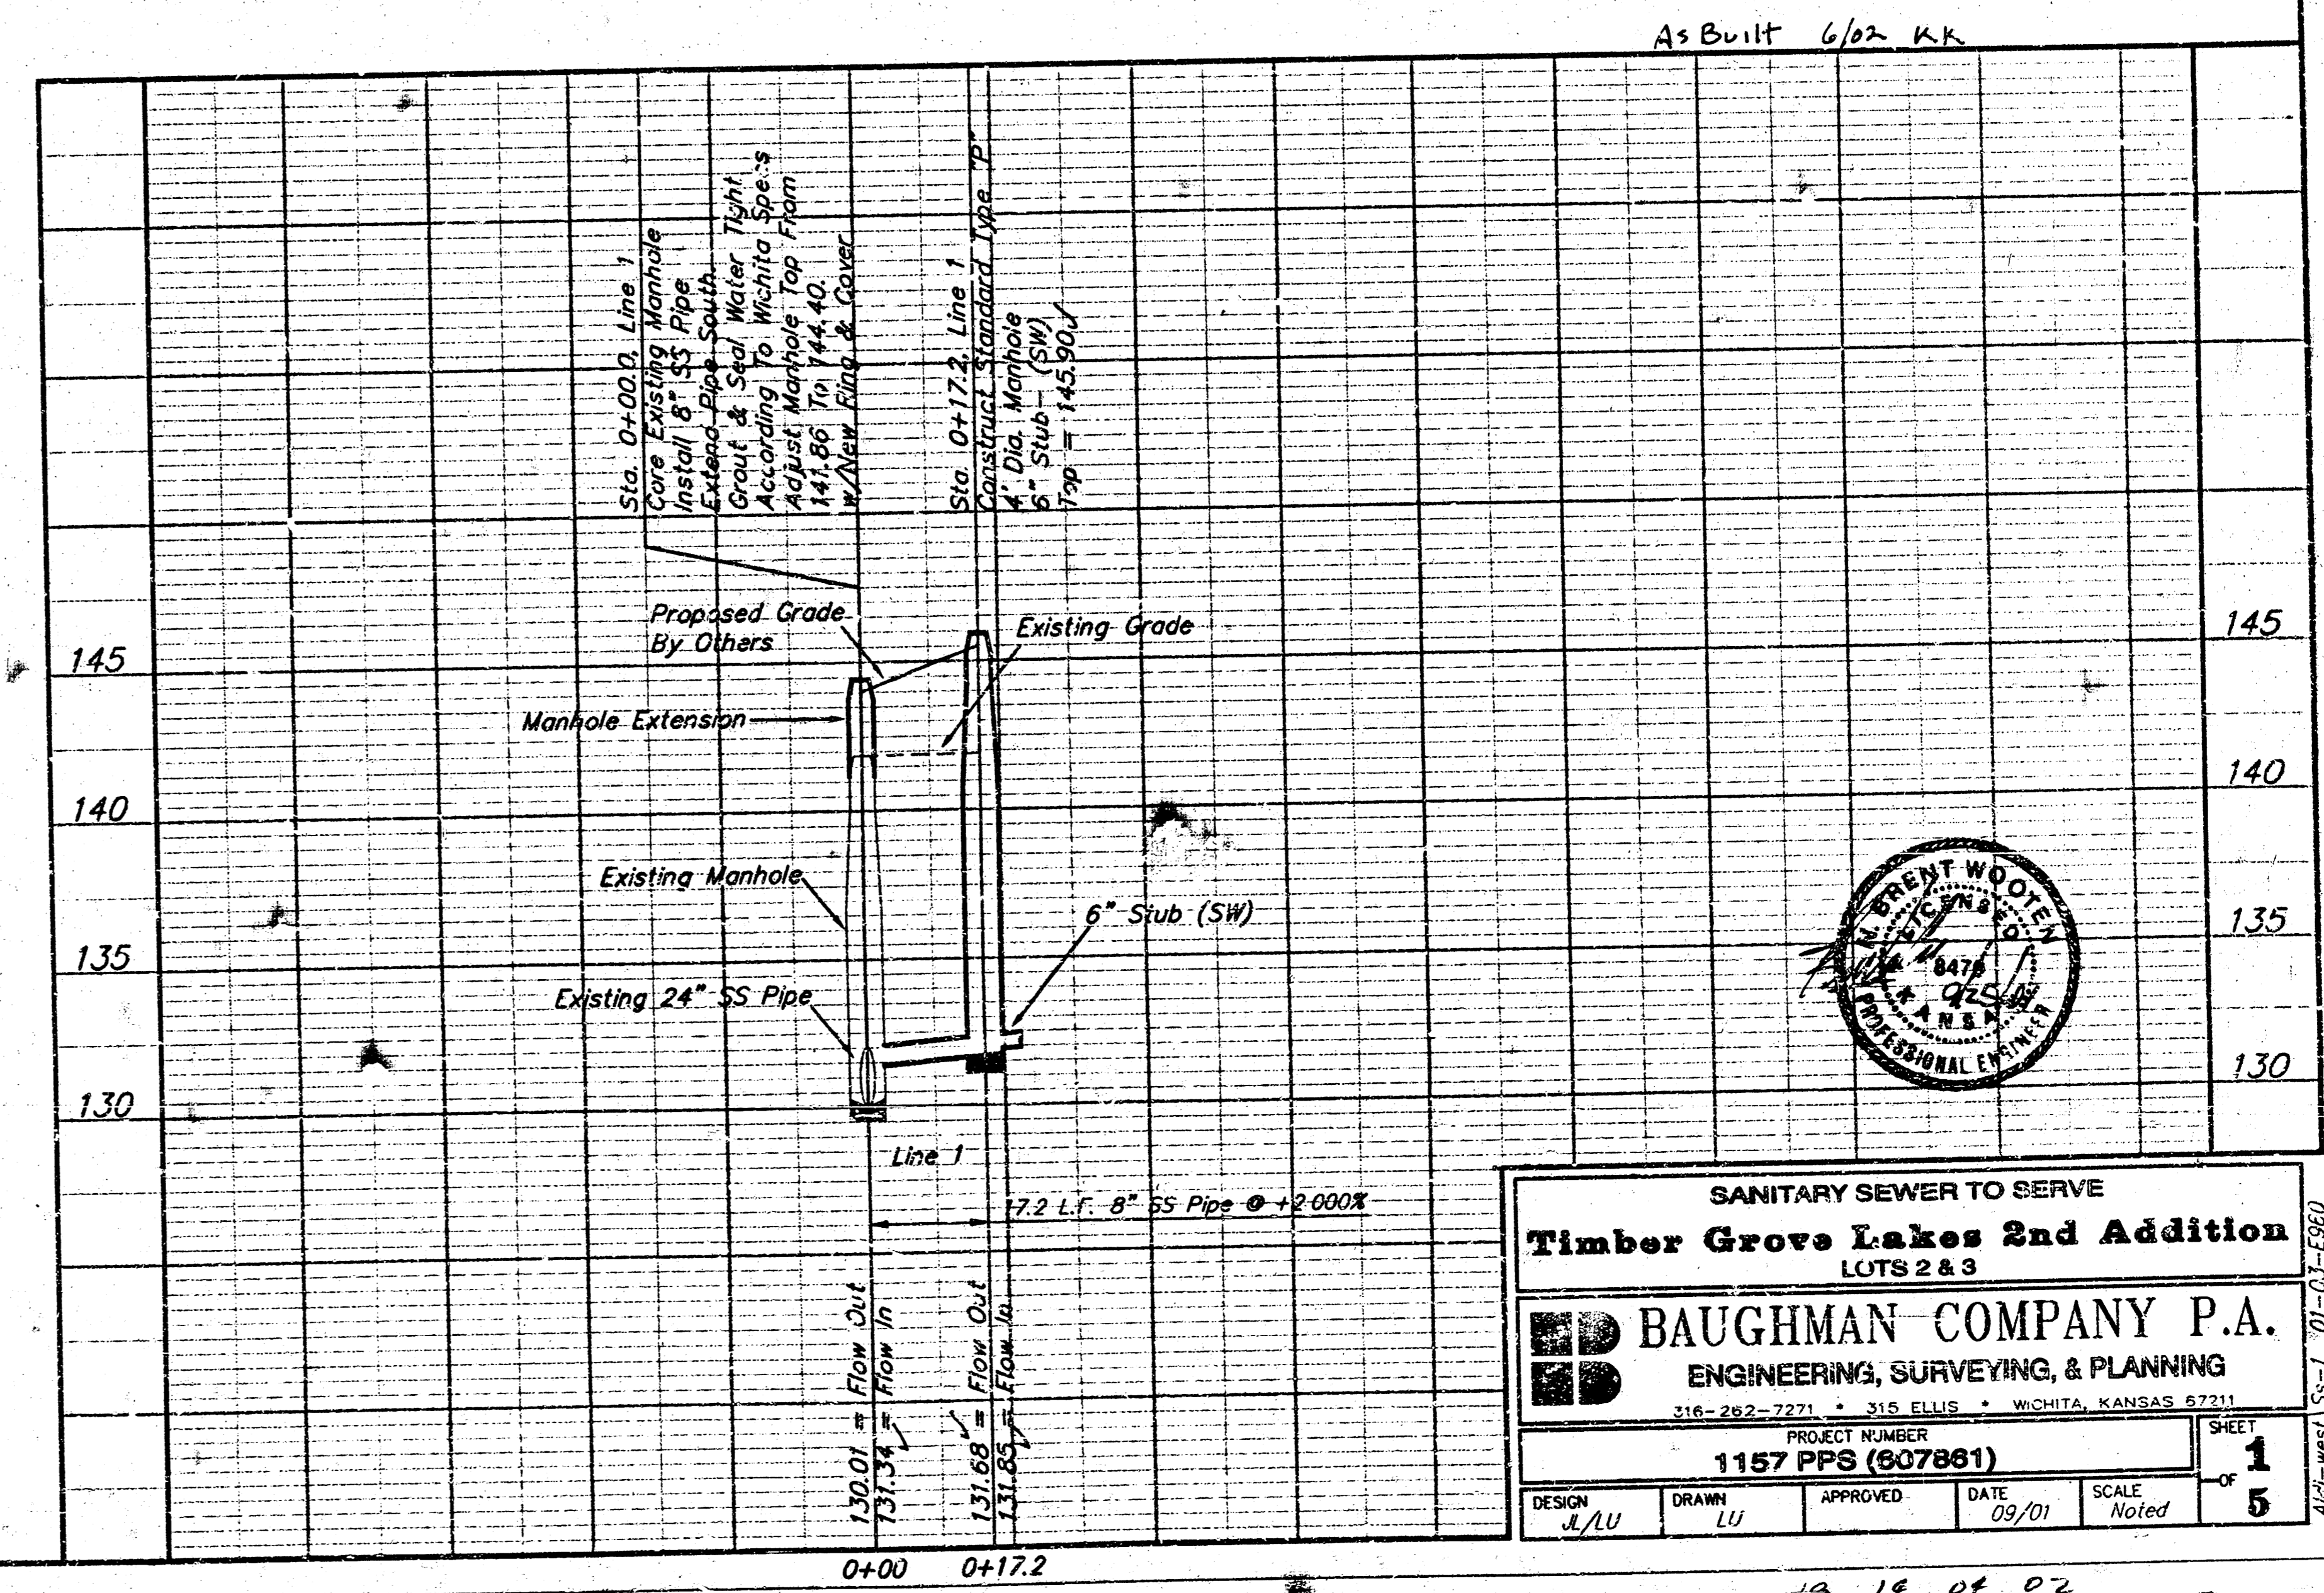 As Built 6/02 KK
Sta. 0+00.0, Line 1
Core Existing Manhole
Install 8" SS Pipe
Extend Pipe South
Grout & Seal Water Tight
According To Wichita Specs
Adjust Manhole Top From
141.86 To 144.40.
w/New Ring & Cover
Sta. 0+17.2, Line 1
Construct Standard Type "P"
4' Dia. Manhole
6" Stub - (SW)
Top = 145.90
Proposed Grade
By Others
Existing Grade
145
145
Manhole Extension
140
140
Existing Manhole
6" Stub (SW)
135
135
Existing 24" SS Pipe
130
130
Line 1
17.2 L.F. 8" SS Pipe @ +2.000%
130.01 = Flow Out
131.34 = Flow In
131.68 = Flow Out
131.85 = Flow In
0+00
0+17.2
N. BRENT WOOTEN
LICENSED
KANSAS
PROFESSIONAL ENGINEER
SANITARY SEWER TO SERVE
Timber Grove Lakes 2nd Addition
LOTS 2 & 3
BAUGHMAN COMPANY P.A.
ENGINEERING, SURVEYING, & PLANNING
316-262-7271 * 315 ELLIS * WICHITA, KANSAS 67211
PROJECT NUMBER
1157 PPS (607861)
SHEET
1
OF
5
DESIGN
JL/LU
DRAWN
LU
APPROVED
DATE
09/01
SCALE
Noted